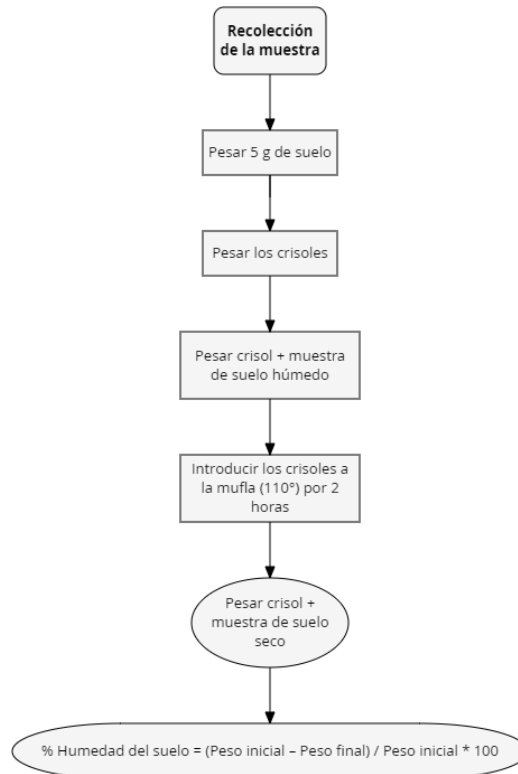 Recolección
de la muestra
Pesar 5 g de suelo
Pesar los crisoles
Pesar crisol + muestra
de suelo húmedo
Introducir los crisoles a
la mufla (110°) por 2
horas
Pesar crisol +
muestra de suelo
seco
% Humedad del suelo = (Peso inicial – Peso final) / Peso inicial * 100